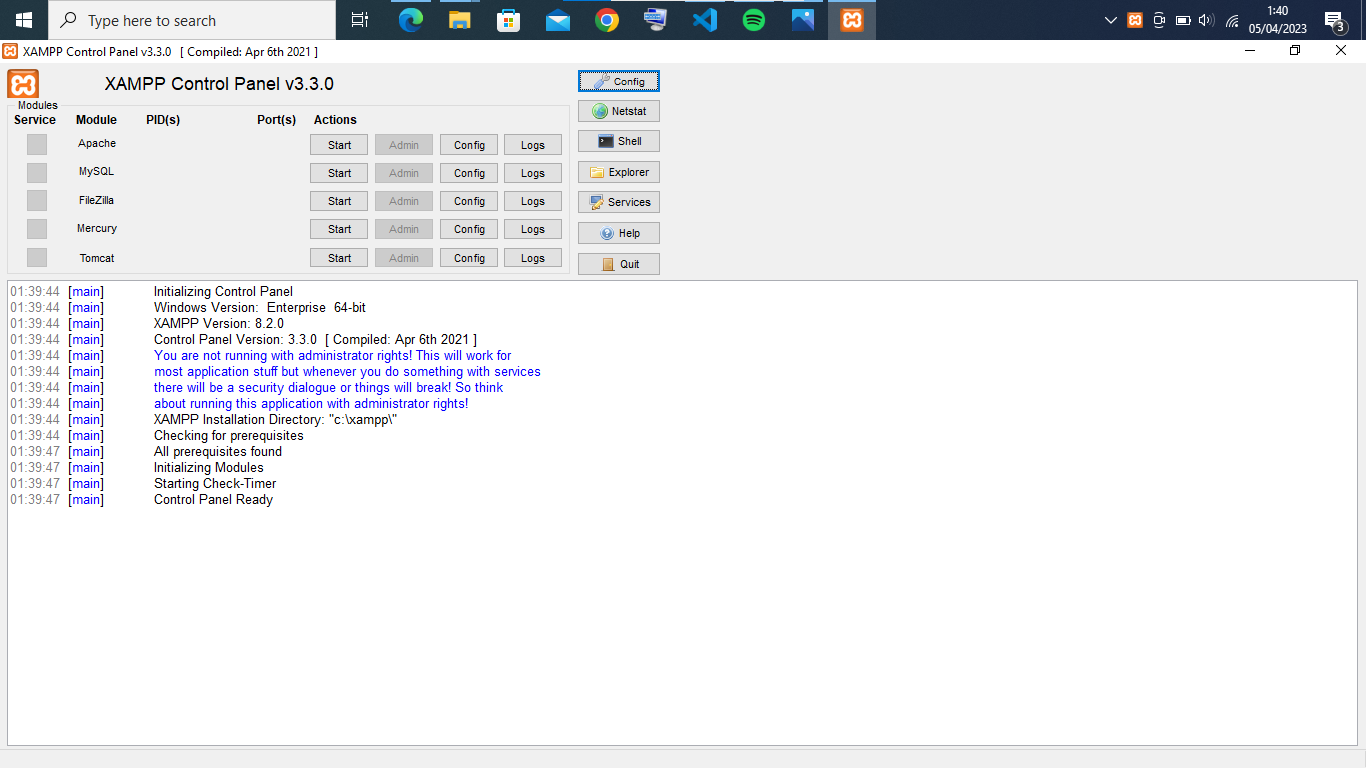 Type here to search
1:40
05/04/2023
3
XAMPP Control Panel v3.3.0 [ Compiled: Apr 6th 2021 ]
XAMPP Control Panel v3.3.0
Config
Modules
Service Module PID(s) Port(s) Actions
Netstat
Apache Start Admin Config Logs
Shell
MySQL Start Admin Config Logs
Explorer
FileZilla Start Admin Config Logs
Services
Mercury Start Admin Config Logs
Help
Tomcat Start Admin Config Logs
Quit
01:39:44 [main] Initializing Control Panel
01:39:44 [main] Windows Version: Enterprise 64-bit
01:39:44 [main] XAMPP Version: 8.2.0
01:39:44 [main] Control Panel Version: 3.3.0 [ Compiled: Apr 6th 2021 ]
01:39:44 [main] You are not running with administrator rights! This will work for
01:39:44 [main] most application stuff but whenever you do something with services
01:39:44 [main] there will be a security dialogue or things will break! So think
01:39:44 [main] about running this application with administrator rights!
01:39:44 [main] XAMPP Installation Directory: "c:\xampp\"
01:39:44 [main] Checking for prerequisites
01:39:47 [main] All prerequisites found
01:39:47 [main] Initializing Modules
01:39:47 [main] Starting Check-Timer
01:39:47 [main] Control Panel Ready